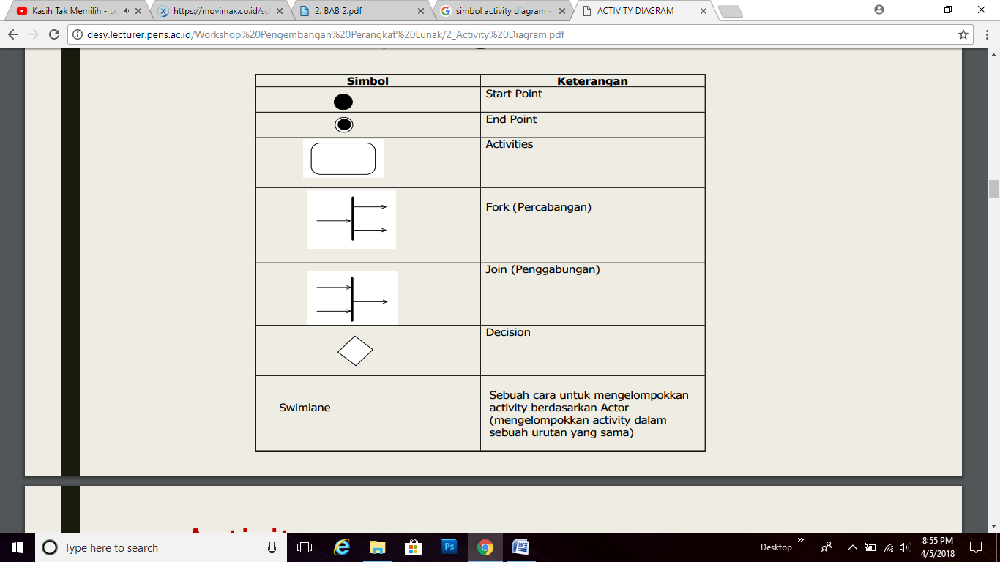 Kasih Tak Memilih - Le
https://movimax.co.id/sc
2. BAB 2.pdf
simbol activity diagram -
ACTIVITY DIAGRAM
desy.lecturer.pens.ac.id/Workshop%20Pengembangan%20Perangkat%20Lunak/2_Activity%20Diagram.pdf
Simbol Keterangan
Start Point
End Point
Activities
Fork (Percabangan)
Join (Penggabungan)
Decision
Swimlane
Sebuah cara untuk mengelompokkan
activity berdasarkan Actor
(mengelompokkan activity dalam
sebuah urutan yang sama)
Type here to search
Ps
Desktop
8:55 PM
4/5/2018